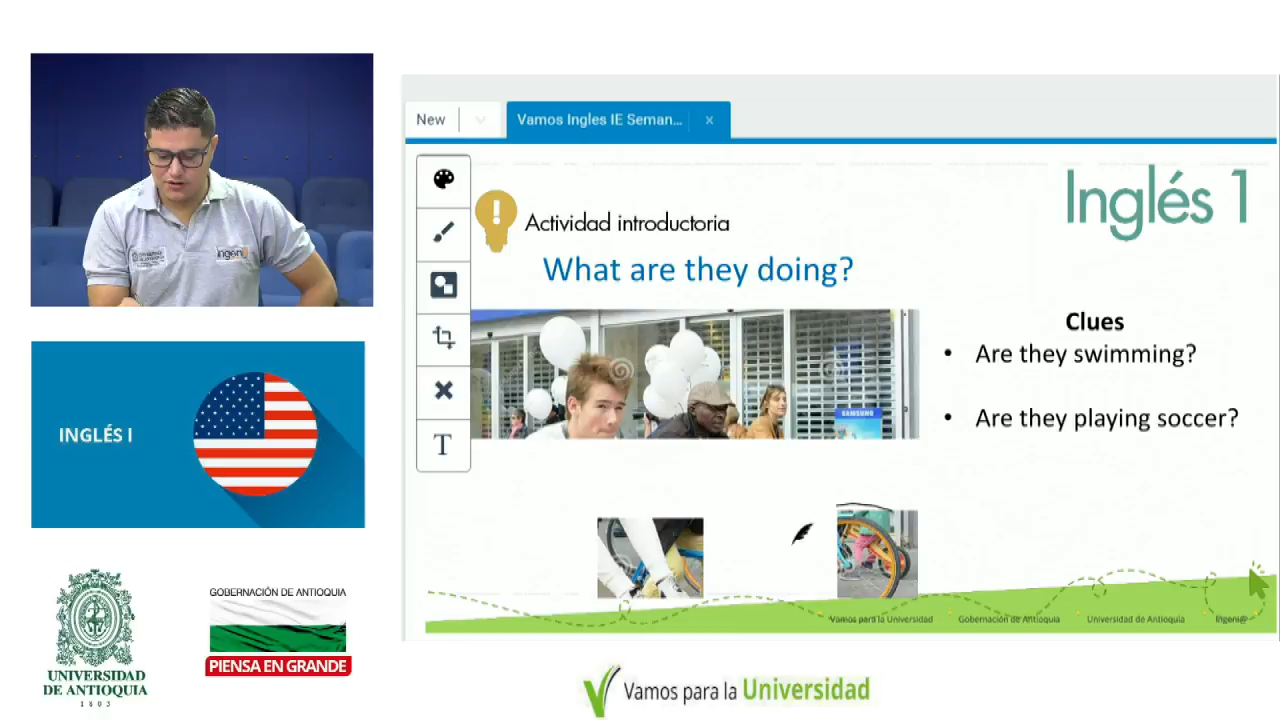 New
Vamos Ingles IE Seman...
Inglés 1
Actividad introductoria
What are they doing?
Clues
• Are they swimming?
• Are they playing soccer?
SAMSUNG
T
Vamos para la Universidad
Gobernación de Antioquia
Universidad de Antioquia
Ingeni@
INGLÉS I
UNIVERSIDAD
DE ANTIOQUIA
1803
GOBERNACIÓN DE ANTIOQUIA
PIENSA EN GRANDE
Vamos para la Universidad